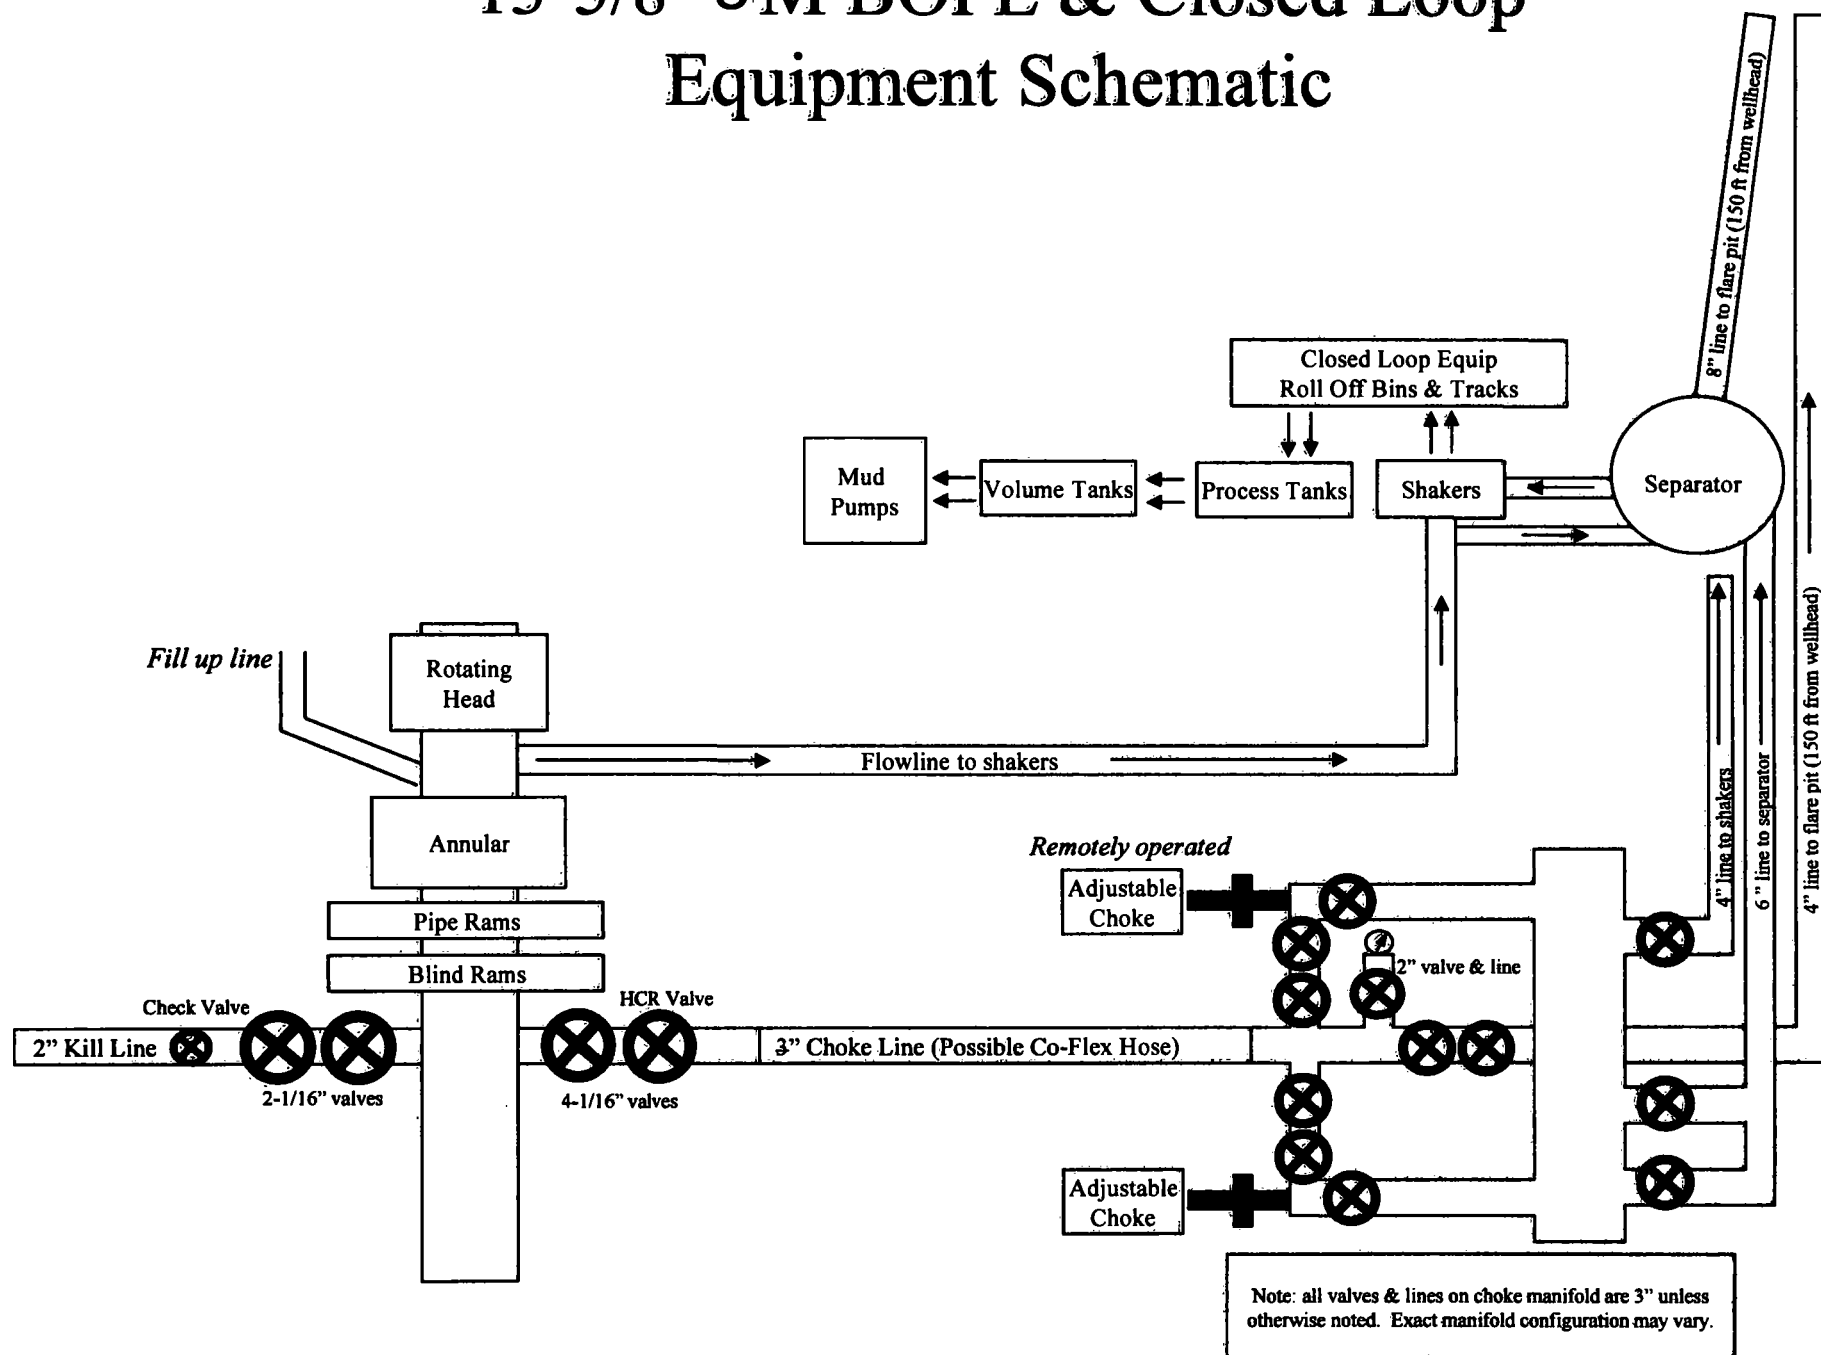 BOPE & Closed Loop
Equipment Schematic
8” line to flare pit (150 ft from wellhead)
Closed Loop Equip
Roll Off Bins & Tracks
Mud
Pumps
Volume Tanks
Process Tanks
Shakers
Separator
Fill up line
Rotating
Head
Flowline to shakers
Annular
Pipe Rams
Blind Rams
Check Valve
HCR Valve
2” Kill Line
3” Choke Line (Possible Co-Flex Hose)
2-1/16” valves
4-1/16” valves
Remotely operated
Adjustable
Choke
2” valve & line
Adjustable
Choke
4” line to shakers
6” line to separator
4” line to flare pit (150 ft from wellhead)
Note: all valves & lines on choke manifold are 3” unless
otherwise noted. Exact manifold configuration may vary.